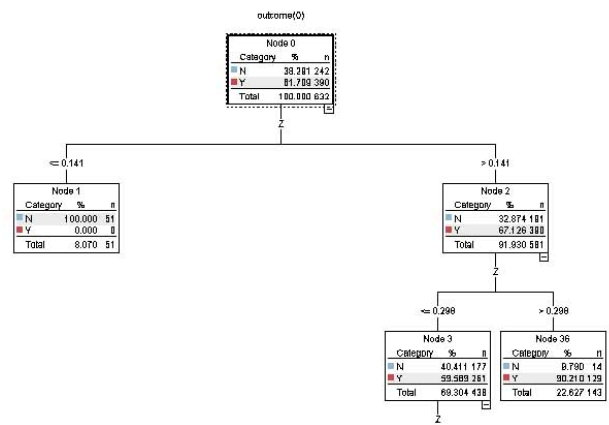 outcome(0)
Node 0
Category % n
N 38.291 242
Y 61.709 390
Total 100.000 632
Z
<= 0.141
> 0.141
Node 1
Category % n
N 100.000 51
Y 0.000 0
Total 8.070 51
Node 2
Category % n
N 32.874 191
Y 67.126 390
Total 91.930 581
Z
<= 0.298
> 0.298
Node 3
Category % n
N 40.411 177
Y 59.589 261
Total 69.304 438
Node 36
Category % n
N 9.790 14
Y 90.210 129
Total 22.627 143
Z